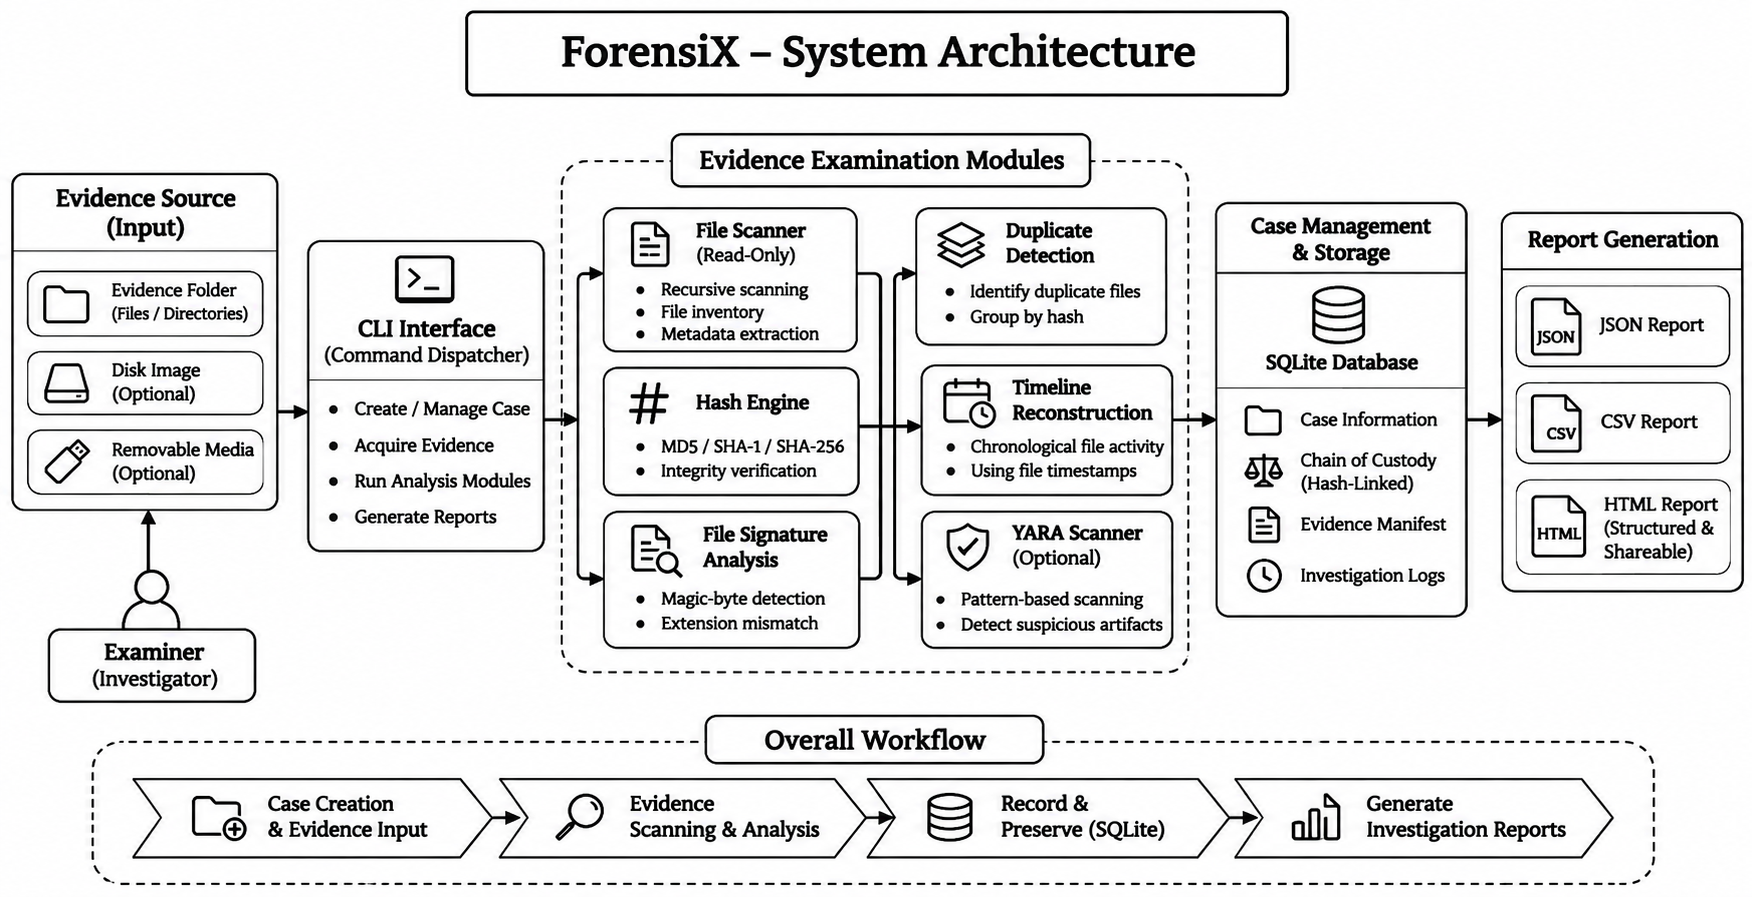 ForensiX – System Architecture
Evidence Source
(Input)
Evidence Folder
(Files / Directories)
Disk Image
(Optional)
Removable Media
(Optional)
Examiner
(Investigator)
CLI Interface
(Command Dispatcher)
• Create / Manage Case
• Acquire Evidence
• Run Analysis Modules
• Generate Reports
Evidence Examination Modules
File Scanner
(Read-Only)
• Recursive scanning
• File inventory
• Metadata extraction
Hash Engine
• MD5 / SHA-1 / SHA-256
• Integrity verification
File Signature
Analysis
• Magic-byte detection
• Extension mismatch
Duplicate
Detection
• Identify duplicate files
• Group by hash
Timeline
Reconstruction
• Chronological file activity
• Using file timestamps
YARA Scanner
(Optional)
• Pattern-based scanning
• Detect suspicious artifacts
Case Management
& Storage
SQLite Database
Case Information
Chain of Custody
(Hash-Linked)
Evidence Manifest
Investigation Logs
Report Generation
JSON
JSON Report
CSV
CSV Report
HTML
HTML Report
(Structured &
Shareable)
Overall Workflow
Case Creation
& Evidence Input
Evidence
Scanning & Analysis
Record &
Preserve (SQLite)
Generate
Investigation Reports